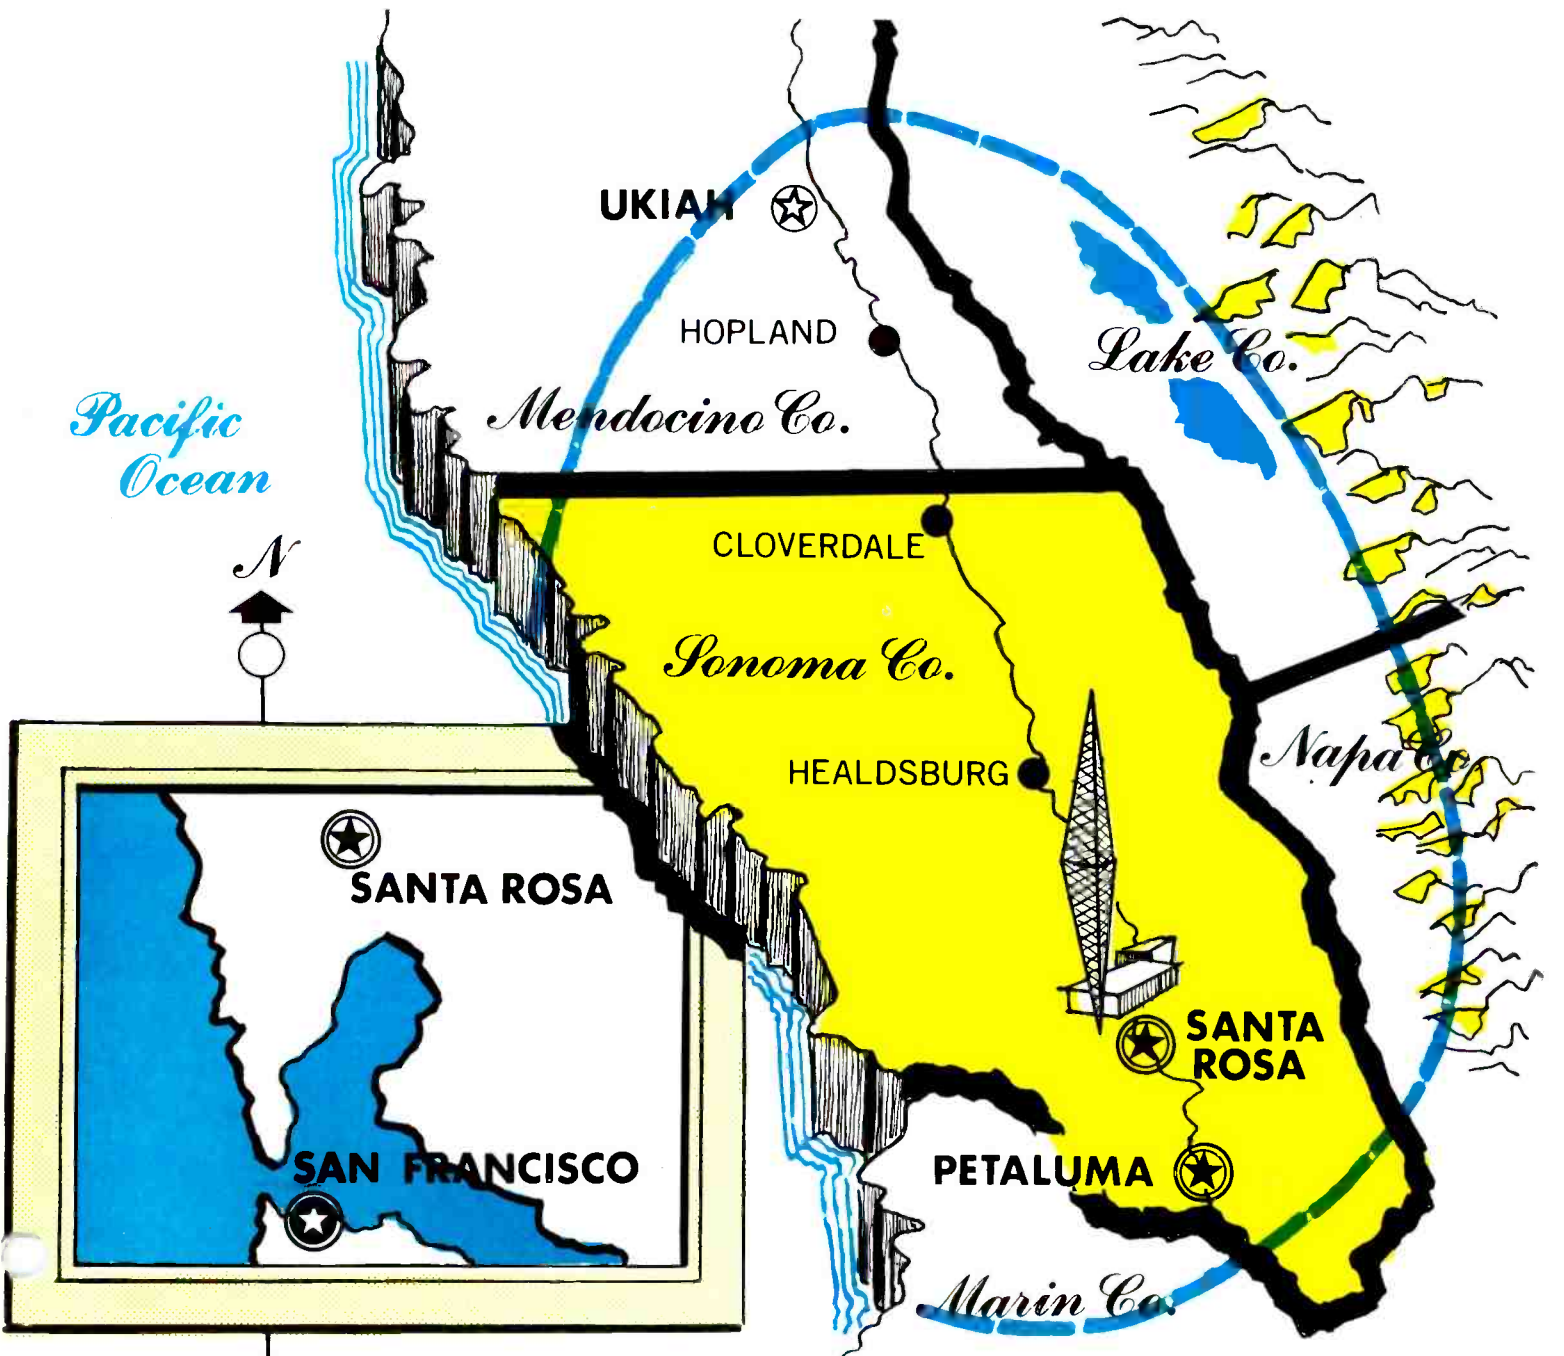 UKIAH
HOPLAND
Mendocino Co.
Lake Co.
Pacific
Ocean
N
CLOVERDALE
Sonoma Co.
HEALDSBURG
Napa Co.
SANTA ROSA
SAN FRANCISCO
SANTA
ROSA
PETALUMA
Marin Co.